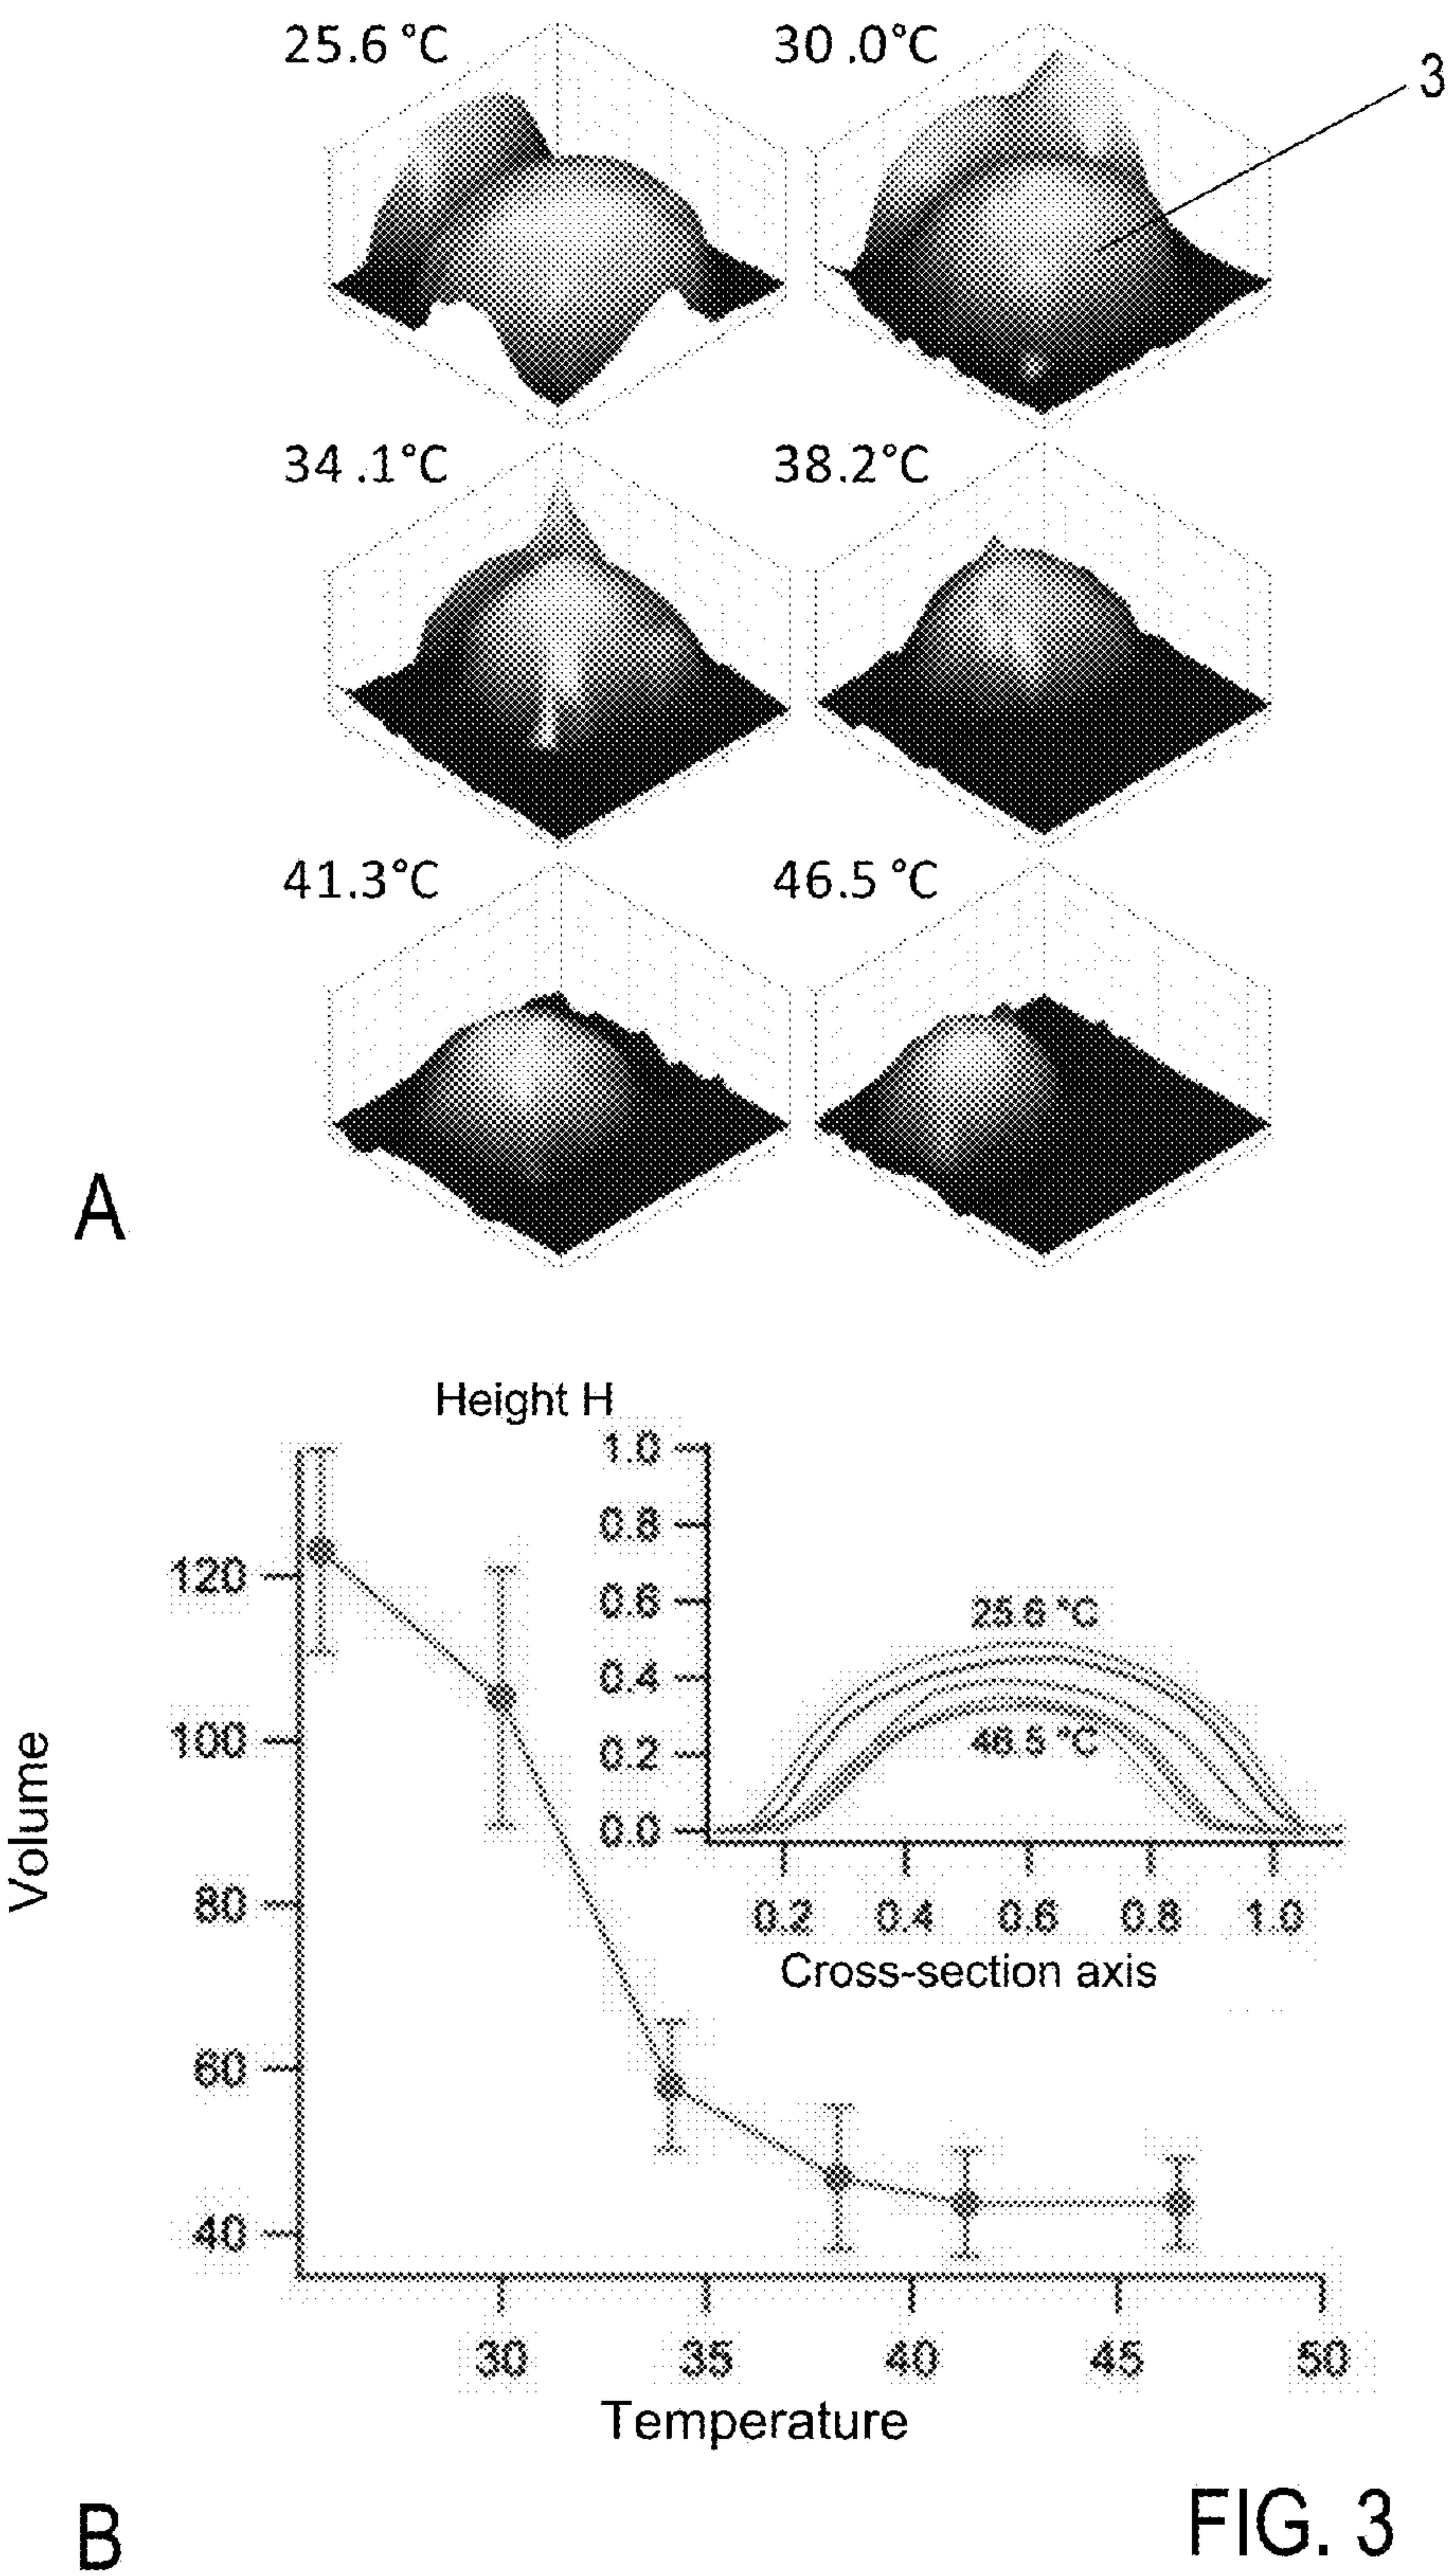 25.6 °C
30 .0°C
3
34 .1°C
38.2°C
41.3°C
46.5 °C
A
Height H
1.0
0.8
0.6
0.4
0.2
0.0
25.6 °C
46.5 °C
0.2 0.4 0.6 0.8 1.0
Cross-section axis
Volume
120
100
80
60
40
30 35 40 45 50
Temperature
B
FIG. 3